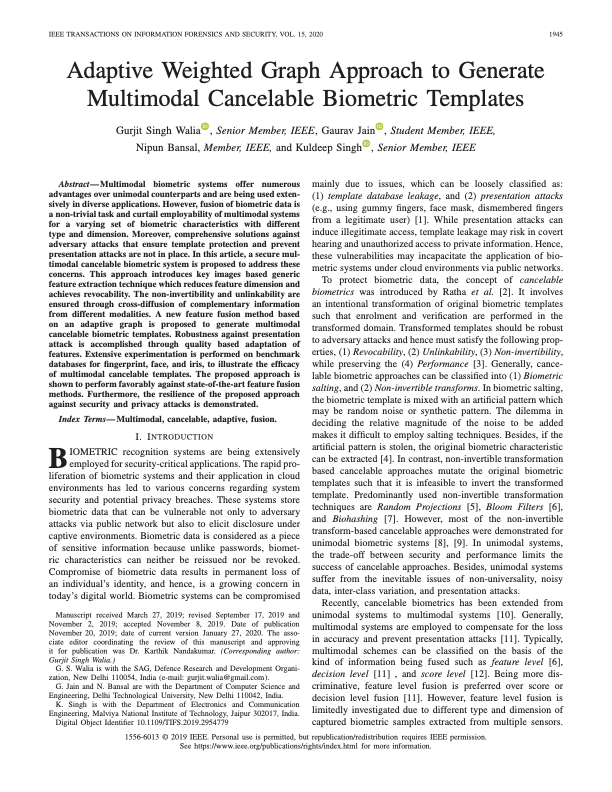 IEEE TRANSACTIONS ON INFORMATION FORENSICS AND SECURITY, VOL. 15, 2020
1945
Adaptive Weighted Graph Approach to Generate
Multimodal Cancelable Biometric Templates
Gurjit Singh Walia, Senior Member, IEEE, Gaurav Jain, Student Member, IEEE,
Nipun Bansal, Member, IEEE, and Kuldeep Singh, Senior Member, IEEE
Abstract—Multimodal biometric systems offer numerous
advantages over unimodal counterparts and are being used exten-
sively in diverse applications. However, fusion of biometric data is
a non-trivial task and curtail employability of multimodal systems
for a varying set of biometric characteristics with different
type and dimension. Moreover, comprehensive solutions against
adversary attacks that ensure template protection and prevent
presentation attacks are not in place. In this article, a secure mul-
timodal cancelable biometric system is proposed to address these
concerns. This approach introduces key images based generic
feature extraction technique which reduces feature dimension and
achieves revocability. The non-invertibility and unlinkability are
ensured through cross-diffusion of complementary information
from different modalities. A new feature fusion method based
on an adaptive graph is proposed to generate multimodal
cancelable biometric templates. Robustness against presentation
attack is accomplished through quality based adaptation of
features. Extensive experimentation is performed on benchmark
databases for fingerprint, face, and iris, to illustrate the efficacy
of multimodal cancelable templates. The proposed approach is
shown to perform favorably against state-of-the-art feature fusion
methods. Furthermore, the resilience of the proposed approach
against security and privacy attacks is demonstrated.
Index Terms—Multimodal, cancelable, adaptive, fusion.
I. INTRODUCTION
BIOMETRIC recognition systems are being extensively
employed for security-critical applications. The rapid pro-
liferation of biometric systems and their application in cloud
environments has led to various concerns regarding system
security and potential privacy breaches. These systems store
biometric data that can be vulnerable not only to adversary
attacks via public network but also to elicit disclosure under
captive environments. Biometric data is considered as a piece
of sensitive information because unlike passwords, biomet-
ric characteristics can neither be reissued nor be revoked.
Compromise of biometric data results in permanent loss of
an individual's identity, and hence, is a growing concern in
today's digital world. Biometric systems can be compromised
Manuscript received March 27, 2019; revised September 17, 2019 and
November 2, 2019; accepted November 8, 2019. Date of publication
November 20, 2019; date of current version January 27, 2020. The asso-
ciate editor coordinating the review of this manuscript and approving
it for publication was Dr. Karthik Nandakumar. (Corresponding author:
Gurjit Singh Walia.)
G. S. Walia is with the SAG, Defence Research and Development Organi-
zation, New Delhi 110054, India (e-mail: gurjit.walia@gmail.com).
G. Jain and N. Bansal are with the Department of Computer Science and
Engineering, Delhi Technological University, New Delhi 110042, India.
K. Singh is with the Department of Electronics and Communication
Engineering, Malviya National Institute of Technology, Jaipur 302017, India.
Digital Object Identifier 10.1109/TIFS.2019.2954779
mainly due to issues, which can be loosely classified as:
(1) template database leakage, and (2) presentation attacks
(e.g., using gummy fingers, face mask, dismembered fingers
from a legitimate user) [1]. While presentation attacks can
induce illegitimate access, template leakage may risk in covert
hearing and unauthorized access to private information. Hence,
these vulnerabilities may incapacitate the application of bio-
metric systems under cloud environments via public networks.
To protect biometric data, the concept of cancelable
biometrics was introduced by Ratha et al. [2]. It involves
an intentional transformation of original biometric templates
such that enrolment and verification are performed in the
transformed domain. Transformed templates should be robust
to adversary attacks and hence must satisfy the following prop-
erties, (1) Revocability, (2) Unlinkability, (3) Non-invertibility,
while preserving the (4) Performance [3]. Generally, cance-
lable biometric approaches can be classified into (1) Biometric
salting, and (2) Non-invertible transforms. In biometric salting,
the biometric template is mixed with an artificial pattern which
may be random noise or synthetic pattern. The dilemma in
deciding the relative magnitude of the noise to be added
makes it difficult to employ salting techniques. Besides, if the
artificial pattern is stolen, the original biometric characteristic
can be extracted [4]. In contrast, non-invertible transformation
based cancelable approaches mutate the original biometric
templates such that it is infeasible to invert the transformed
template. Predominantly used non-invertible transformation
techniques are Random Projections [5], Bloom Filters [6],
and Biohashing [7]. However, most of the non-invertible
transform-based cancelable approaches were demonstrated for
unimodal biometric systems [8], [9]. In unimodal systems,
the trade-off between security and performance limits the
success of cancelable approaches. Besides, unimodal systems
suffer from the inevitable issues of non-universality, noisy
data, inter-class variation, and presentation attacks.
Recently, cancelable biometrics has been extended from
unimodal systems to multimodal systems [10]. Generally,
multimodal systems are employed to compensate for the loss
in accuracy and prevent presentation attacks [11]. Typically,
multimodal schemes can be classified on the basis of the
kind of information being fused such as feature level [6],
decision level [11] , and score level [12]. Being more dis-
criminative, feature level fusion is preferred over score or
decision level fusion [11]. However, feature level fusion is
limitedly investigated due to different type and dimension of
captured biometric samples extracted from multiple sensors.
1556-6013 © 2019 IEEE. Personal use is permitted, but republication/redistribution requires IEEE permission.
See https://www.ieee.org/publications/rights/index.html for more information.